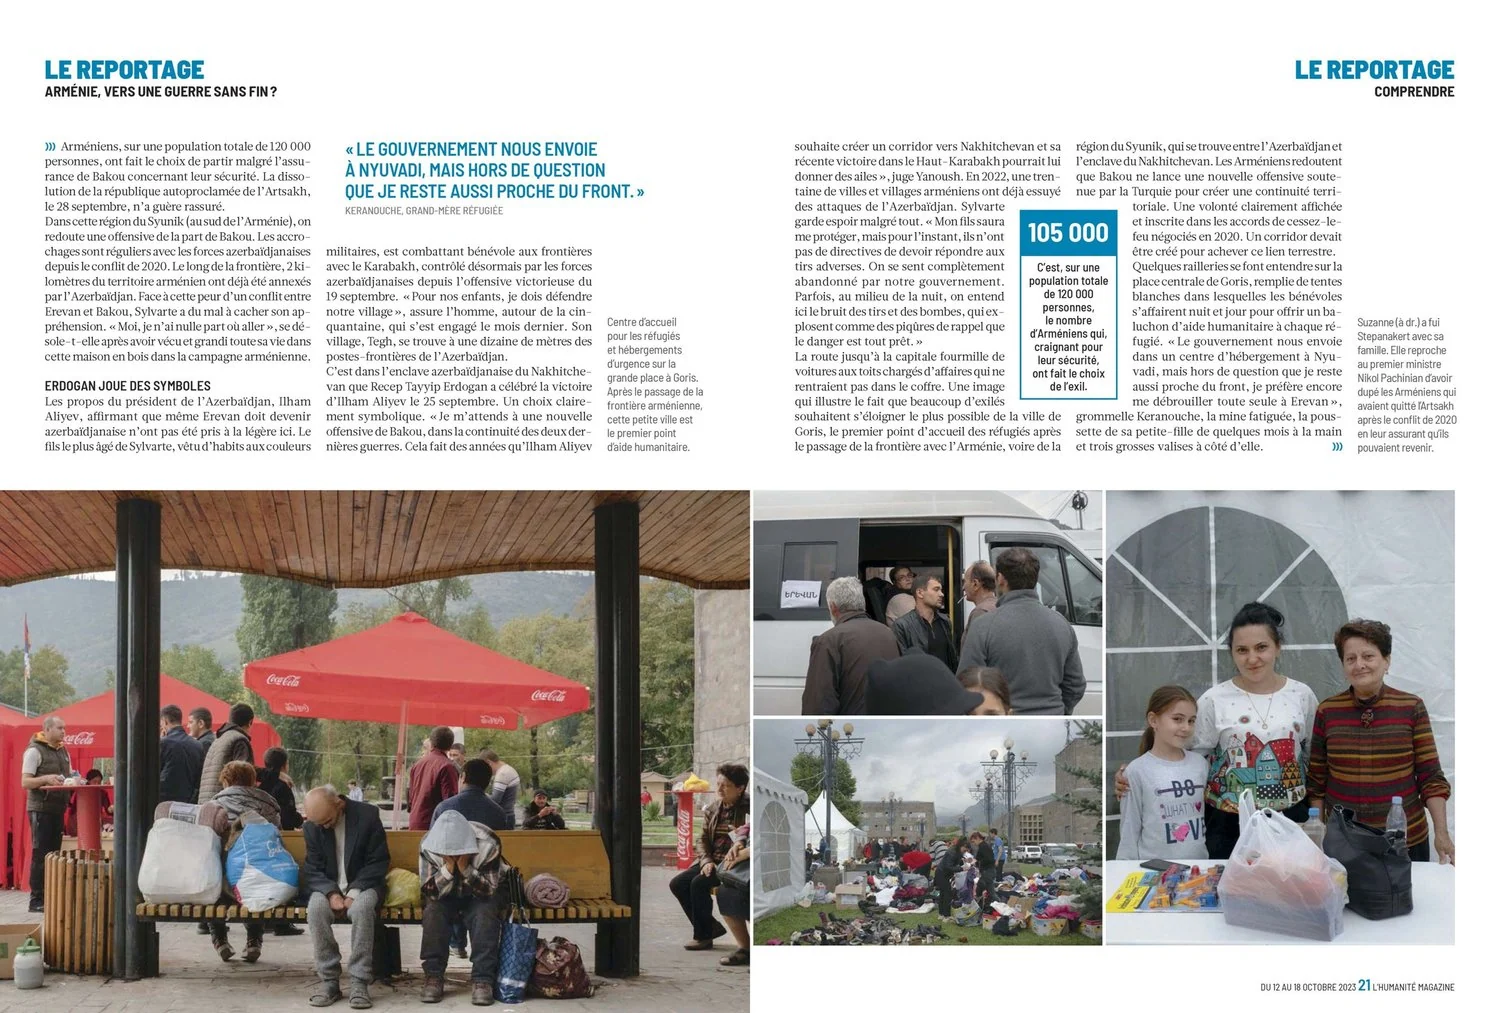 LE REPORTAGE
ARMÉNIE, VERS UNE GUERRE SANS FIN ?
))) Arméniens, sur une population totale de 120 000
personnes, ont fait le choix de partir malgré l'assu-
rance de Bakou concernant leur sécurité. La disso-
lution de la république autoproclamée de l'Artsakh,
le 28 septembre, n'a guère rassuré.
Dans cette région du Syunik (au sud de l'Arménie), on
redoute une offensive de la part de Bakou. Les accro-
chages sont réguliers avec les forces azerbaïdjanaises
depuis le conflit de 2020. Le long de la frontière, 2 ki-
lomètres du territoire arménien ont déjà été annexés
par l'Azerbaïdjan. Face à cette peur d'un conflit entre
Erevan et Bakou, Sylvarte a du mal à cacher son ap-
préhension. « Moi, je n'ai nulle part où aller », se dé-
sole-t-elle après avoir vécu et grandi toute sa vie dans
cette maison en bois dans la campagne arménienne.
ERDOGAN JOUE DES SYMBOLES
Les propos du président de l'Azerbaïdjan, Ilham
Aliyev, affirmant que même Erevan doit devenir
azerbaïdjanaise n'ont pas été pris à la légère ici. Le
fils le plus âgé de Sylvarte, vêtu d'habits aux couleurs
« LE GOUVERNEMENT NOUS ENVOIE
À NYUVADI, MAIS HORS DE QUESTION
QUE JE RESTE AUSSI PROCHE DU FRONT. »
KERANOUCHE, GRAND-MÈRE RÉFUGIÉE
militaires, est combattant bénévole aux frontières
avec le Karabakh, contrôlé désormais par les forces
azerbaïdjanaises depuis l'offensive victorieuse du
19 septembre. « Pour nos enfants, je dois défendre
notre village », assure l'homme, autour de la cin-
quantaine, qui s'est engagé le mois dernier. Son
village, Tegh, se trouve à une dizaine de mètres des
postes-frontières de l'Azerbaïdjan.
C'est dans l'enclave azerbaïdjanaise du Nakhitche-
van que Recep Tayyip Erdogan a célébré la victoire
d'Ilham Aliyev le 25 septembre. Un choix claire-
ment symbolique. « Je m'attends à une nouvelle
offensive de Bakou, dans la continuité des deux der-
nières guerres. Cela fait des années qu'Ilham Aliyev
Centre d'accueil
pour les réfugiés
et hébergements
d'urgence sur la
grande place à Goris.
Après le passage de la
frontière arménienne,
cette petite ville est
le premier point
d'aide humanitaire.
LE REPORTAGE
COMPRENDRE
souhaite créer un corridor vers Nakhitchevan et sa
récente victoire dans le Haut-Karabakh pourrait lui
donner des ailes », juge Yanoush. En 2022, une tren-
taine de villes et villages arméniens ont déjà essuyé
des attaques de l'Azerbaïdjan. Sylvarte
garde espoir malgré tout. « Mon fils saura
me protéger, mais pour l'instant, ils n'ont
pas de directives de devoir répondre aux
tirs adverses. On se sent complètement
abandonné par notre gouvernement.
Parfois, au milieu de la nuit, on entend
ici le bruit des tirs et des bombes, qui ex-
plosent comme des piqûres de rappel que
le danger est tout prêt. »
La route jusqu'à la capitale fourmille de
voitures aux toits chargés d'affaires qui ne
rentraient pas dans le coffre. Une image
qui illustre le fait que beaucoup d'exilés
souhaitent s'éloigner le plus possible de la ville de
Goris, le premier point d'accueil des réfugiés après
le passage de la frontière avec l'Arménie, voire de la
105 000
C'est, sur une
population totale
de 120 000
personnes,
le nombre
d'Arméniens qui,
craignant pour
leur sécurité,
ont fait le choix
de l'exil.
région du Syunik, qui se trouve entre l'Azerbaïdjan et
l'enclave du Nakhitchevan. Les Arméniens redoutent
que Bakou ne lance une nouvelle offensive soute-
nue par la Turquie pour créer une continuité terri-
toriale. Une volonté clairement affichée
et inscrite dans les accords de cessez-le-
feu négociés en 2020. Un corridor devait
être créé pour achever ce lien terrestre.
Quelques railleries se font entendre sur la
place centrale de Goris, remplie de tentes
blanches dans lesquelles les bénévoles
s'affairent nuit et jour pour offrir un ba-
luchon d'aide humanitaire à chaque ré-
fugié. « Le gouvernement nous envoie
dans un centre d'hébergement à Nyu-
vadi, mais hors de question que je reste
aussi proche du front, je préfère encore
me débrouiller toute seule à Erevan »,
grommelle Keranouche, la mine fatiguée, la pous-
sette de sa petite-fille de quelques mois à la main
et trois grosses valises à côté d'elle. )))
Suzanne (à dr.) a fui
Stepanakert avec sa
famille. Elle reproche
au premier ministre
Nikol Pachinian d'avoir
dupé les Arméniens qui
avaient quitté l'Artsakh
après le conflit de 2020
en leur assurant qu'ils
pouvaient revenir.
Coca-Cola
Coca-Cola
Coca-Cola
Coca-Cola
Coca-Cola
Coca-Cola
ԵՐԵՎԱՆ
DO
WHAT Y
LOVE
DU 12 AU 18 OCTOBRE 2023 21 L'HUMANITÉ MAGAZINE